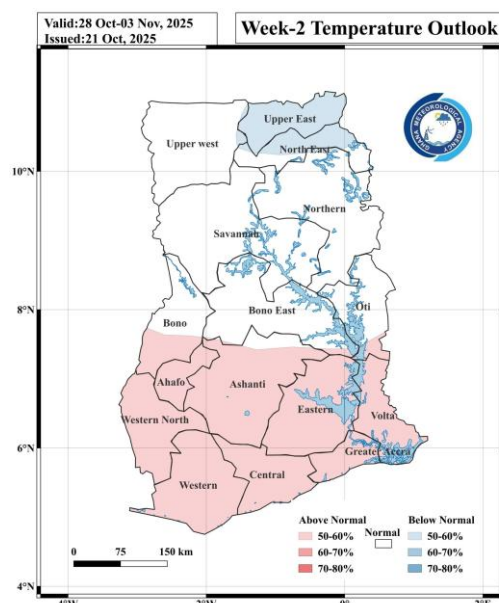 Valid:28 Oct-03 Nov, 2025
Issued:21 Oct, 2025
Week-2 Temperature Outlook
GHANA METEOROLOGICAL AGENCY
Upper East
Upper west
North East
10°N
Northern
Savannah
8°N
Oti
Bono East
Bono
Ahafo
Ashanti
Eastern
Western North
Volta
6°N
Greater Accra
Central
Western
Above Normal
Normal
Below Normal
50-60%
50-60%
60-70%
60-70%
70-80%
70-80%
0 75 150 km
4°N